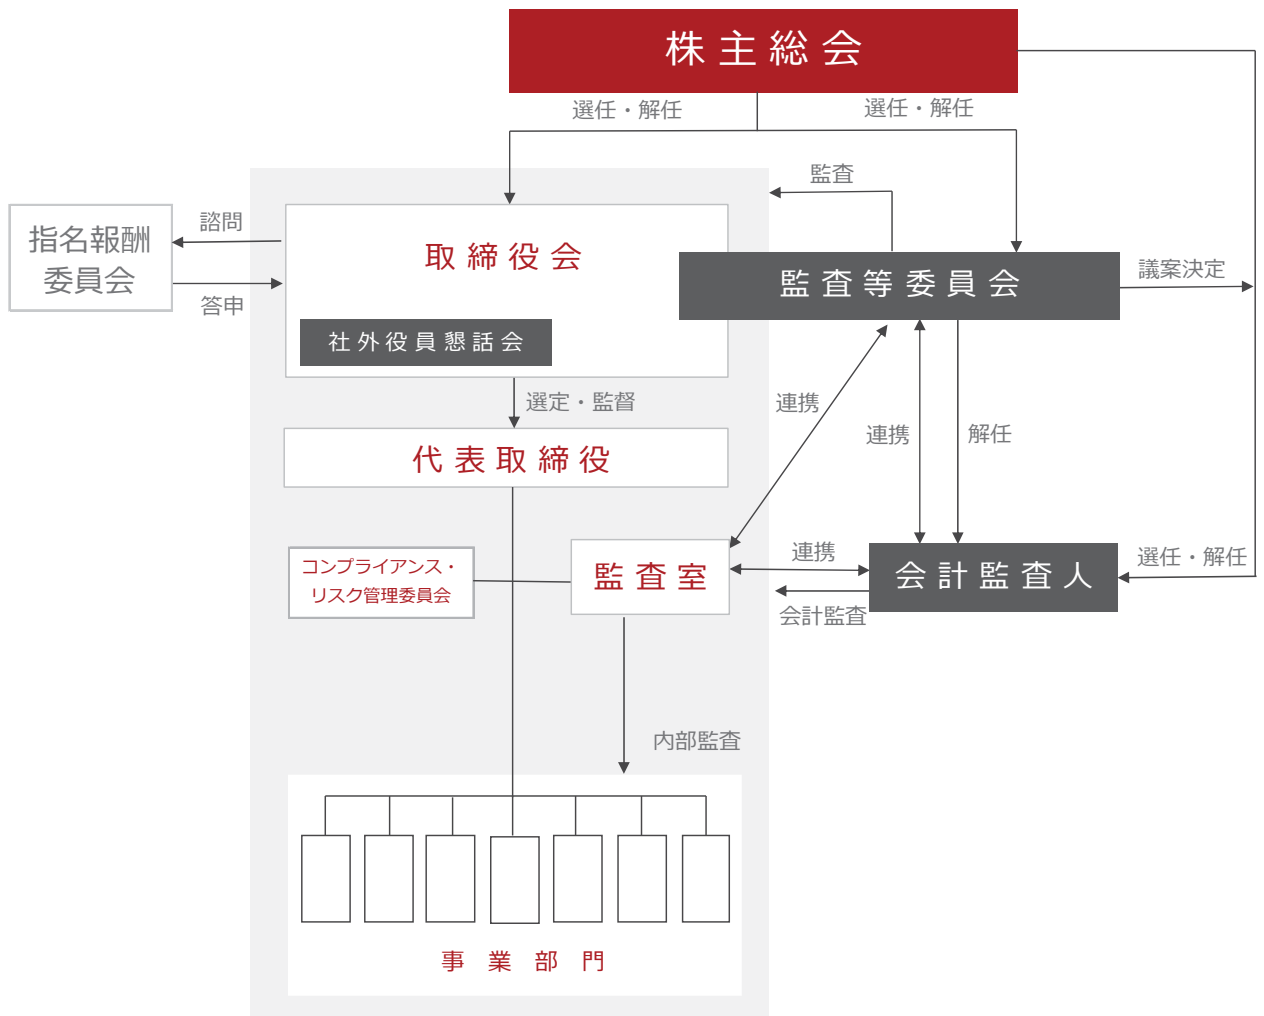 株主総会
選任・解任
選任・解任
監査
指名報酬
委員会
諮問
答申
取締役会
社外役員懇話会
監査等委員会
議案決定
選定・監督
連携
連携
解任
代表取締役
コンプライアンス・
リスク管理委員会
監査室
連携
会計監査
会計監査人
選任・解任
内部監査
事業部門